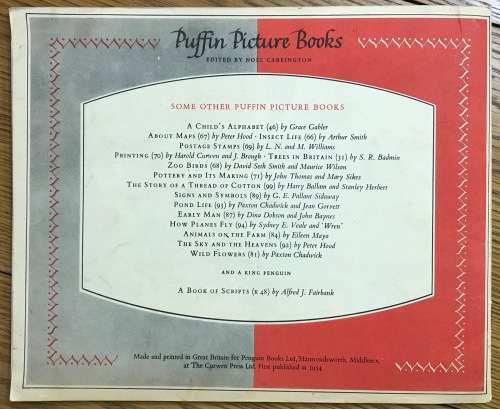 Puffin Picture Books
EDITED BY NOEL CARRINGTON
SOME OTHER PUFFIN PICTURE BOOKS
A CHILD'S ALPHABET (46) by Grace Gabler
ABOUT MAPS (67) by Peter Hood · INSECT LIFE (66) by Arthur Smith
POSTAGE STAMPS (69) by L. N. and M. Williams
PRINTING (70) by Harold Curwen and J. Brough · TREES IN BRITAIN (31) by S. R. Badmin
ZOO BIRDS (68) by David Seth Smith and Maurice Wilson
POTTERY AND ITS MAKING (71) by John Thomas and Mary Sikes
THE STORY OF A THREAD OF COTTON (99) by Harry Ballam and Stanley Herbert
SIGNS AND SYMBOLS (89) by G. E. Pallant Sidaway
POND LIFE (93) by Paxton Chadwick and Jean Gorvett
EARLY MAN (87) by Dina Dobson and John Baynes
HOW PLANES FLY (94) by Sydney E. Veale and 'Wren'
ANIMALS ON THE FARM (84) by Eileen Mayo
THE SKY AND THE HEAVENS (92) by Peter Hood
WILD FLOWERS (81) by Paxton Chadwick
AND A KING PENGUIN
A BOOK OF SCRIPTS (K 48) by Alfred J. Fairbank
Made and printed in Great Britain for Penguin Books Ltd, Harmondsworth, Middlesex,
at The Curwen Press Ltd. First published in 1954